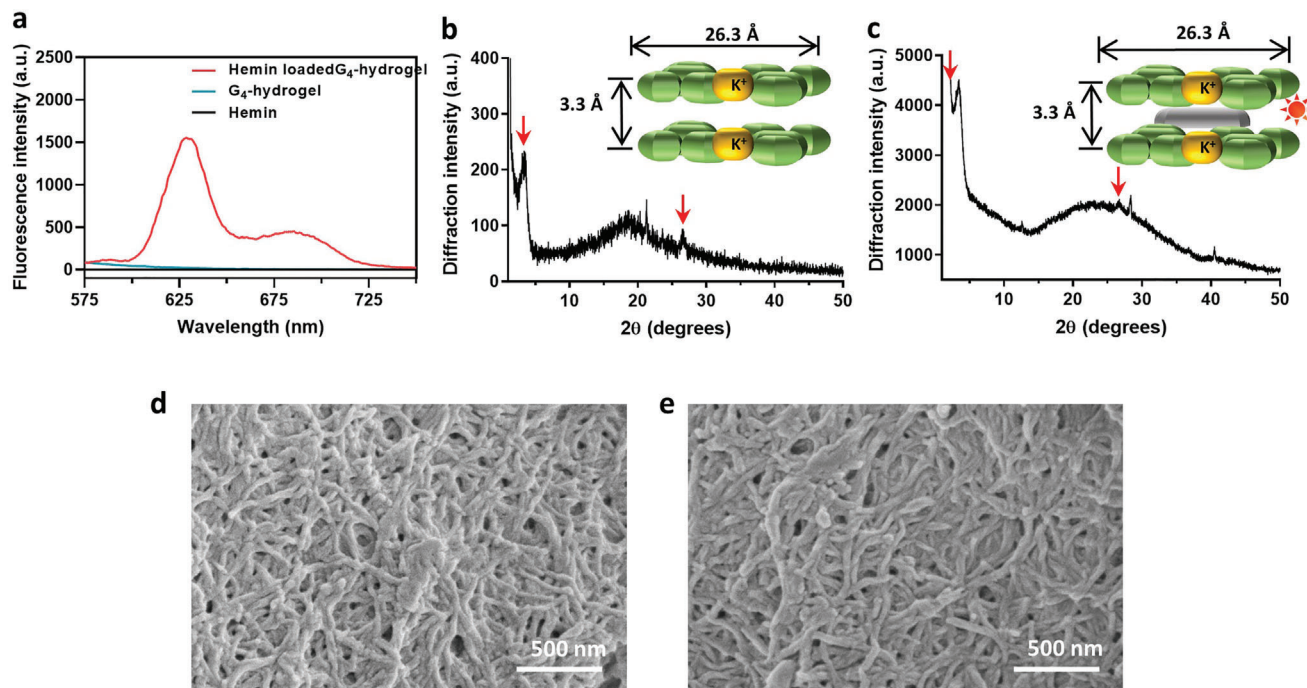 a
Fluorescence intensity (a.u.)
2500
2000
1500
1000
500
0
575
625
675
725
Wavelength (nm)
Hemin loadedG4-hydrogel
G4-hydrogel
Hemin
b
Diffraction intensity (a.u.)
400
300
200
100
0
10
20
30
40
50
2θ (degrees)
26.3 Å
3.3 Å
K+
K+
c
Diffraction intensity (a.u.)
5000
4000
3000
2000
1000
10
20
30
40
50
2θ (degrees)
26.3 Å
3.3 Å
K+
K+
d
500 nm
e
500 nm